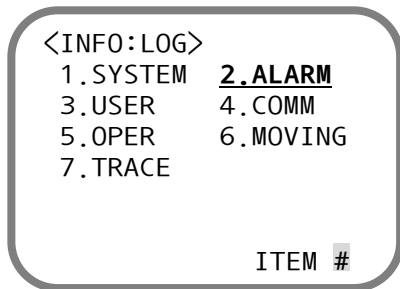 <INFO:LOG>
1.SYSTEM 2.ALARM
3.USER 4.COMM
5.OPER 6.MOVING
7.TRACE
ITEM #